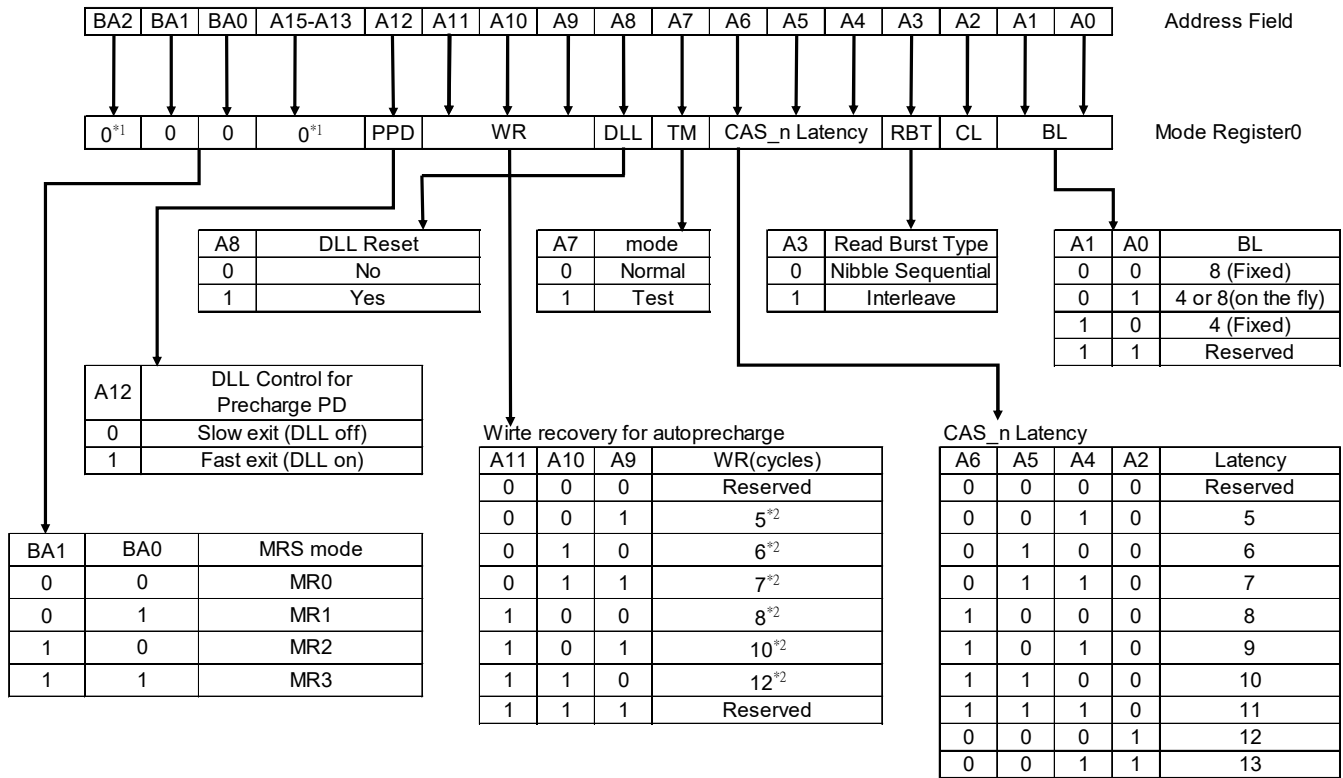 BA2 BA1 BA0 A15-A13 A12 A11 A10 A9 A8 A7 A6 A5 A4 A3 A2 A1 A0 Address Field
0*1 0 0 0*1 PPD WR DLL TM CAS_n Latency RBT CL BL Mode Register0
A8 DLL Reset
0 No
1 Yes
A7 mode
0 Normal
1 Test
A3 Read Burst Type
0 Nibble Sequential
1 Interleave
A1 A0 BL
0 0 8 (Fixed)
0 1 4 or 8(on the fly)
1 0 4 (Fixed)
1 1 Reserved
A12 DLL Control for
Precharge PD
0 Slow exit (DLL off)
1 Fast exit (DLL on)
Wirte recovery for autoprecharge
A11 A10 A9 WR(cycles)
0 0 0 Reserved
0 0 1 5*2
0 1 0 6*2
0 1 1 7*2
1 0 0 8*2
1 0 1 10*2
1 1 0 12*2
1 1 1 Reserved
CAS_n Latency
A6 A5 A4 A2 Latency
0 0 0 0 Reserved
0 0 1 0 5
0 1 0 0 6
0 1 1 0 7
1 0 0 0 8
1 0 1 0 9
1 1 0 0 10
1 1 1 0 11
0 0 0 1 12
0 0 1 1 13
BA1 BA0 MRS mode
0 0 MR0
0 1 MR1
1 0 MR2
1 1 MR3